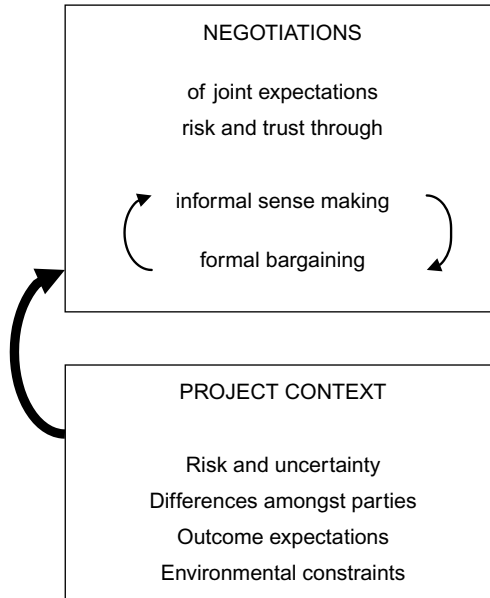 NEGOTIATIONS
of joint expectations
risk and trust through
informal sense making
formal bargaining
PROJECT CONTEXT
Risk and uncertainty
Differences amongst parties
Outcome expectations
Environmental constraints